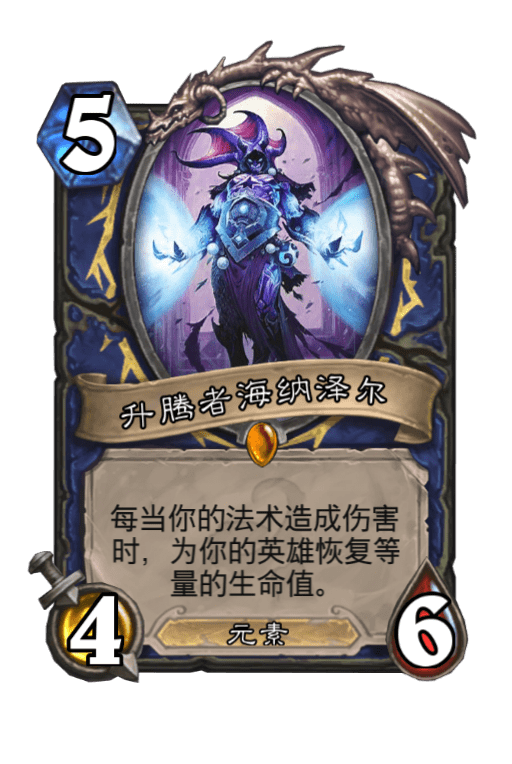 5
升腾者海纳泽尔
每当你的法术造成伤害
时，为你的英雄恢复等
量的生命值。
4
元素
6